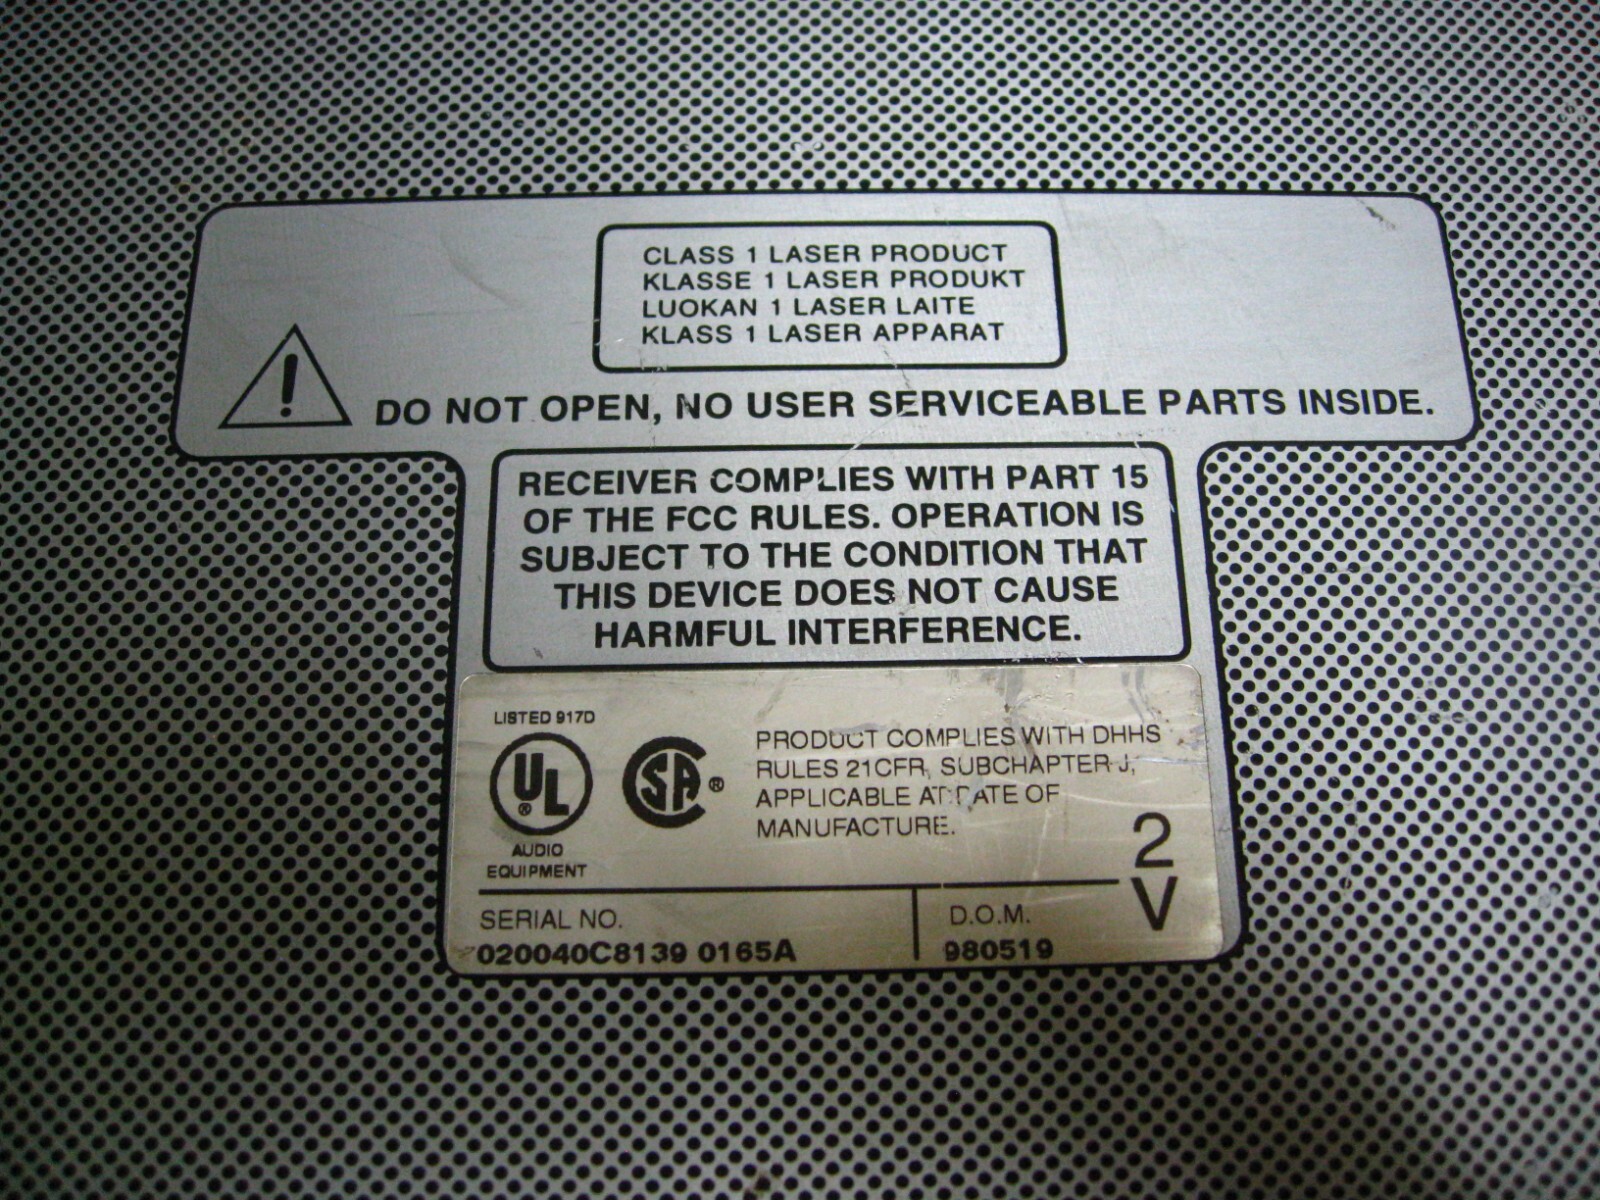 CLASS 1 LASER PRODUCT
KLASSE 1 LASER PRODUKT
LUOKAN 1 LASER LAITE
KLASS 1 LASER APPARAT
DO NOT OPEN, NO USER SERVICEABLE PARTS INSIDE.
RECEIVER COMPLIES WITH PART 15
OF THE FCC RULES. OPERATION IS
SUBJECT TO THE CONDITION THAT
THIS DEVICE DOES NOT CAUSE
HARMFUL INTERFERENCE.
LISTED 917D
UL®
AUDIO
EQUIPMENT
SA®
PRODUCT COMPLIES WITH DHHS
RULES 21CFR, SUBCHAPTER J,
APPLICABLE AT DATE OF
MANUFACTURE.
2
V
SERIAL NO.
020040C8139 0165A
D.O.M.
980519